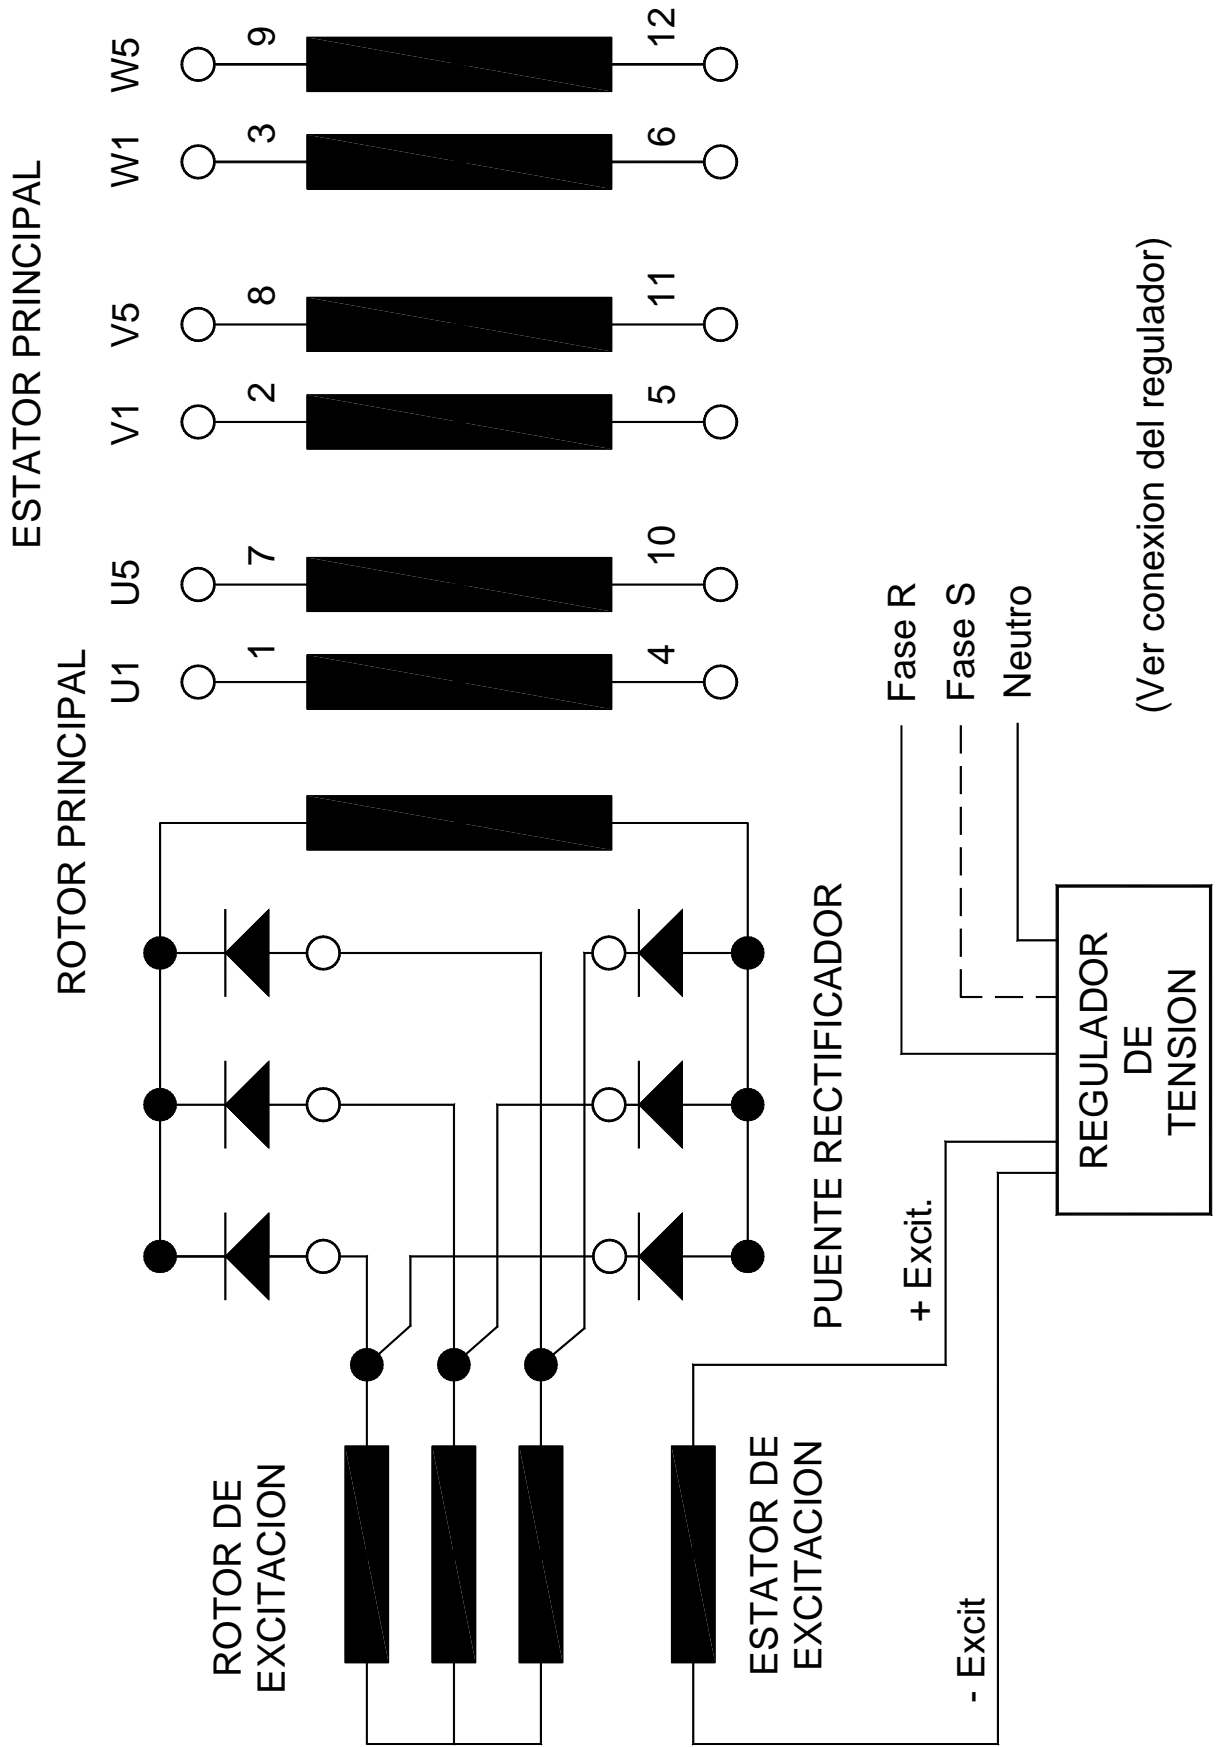 ESTATOR PRINCIPAL
ROTOR PRINCIPAL
U1
U5
V1
V5
W1
W5
1
7
2
8
3
9
4
10
5
11
6
12
ROTOR DE
EXCITACION
PUENTE RECTIFICADOR
ESTATOR DE
EXCITACION
+ Excit.
- Excit
Fase R
Fase S
Neutro
REGULADOR
DE
TENSION
(Ver conexion del regulador)